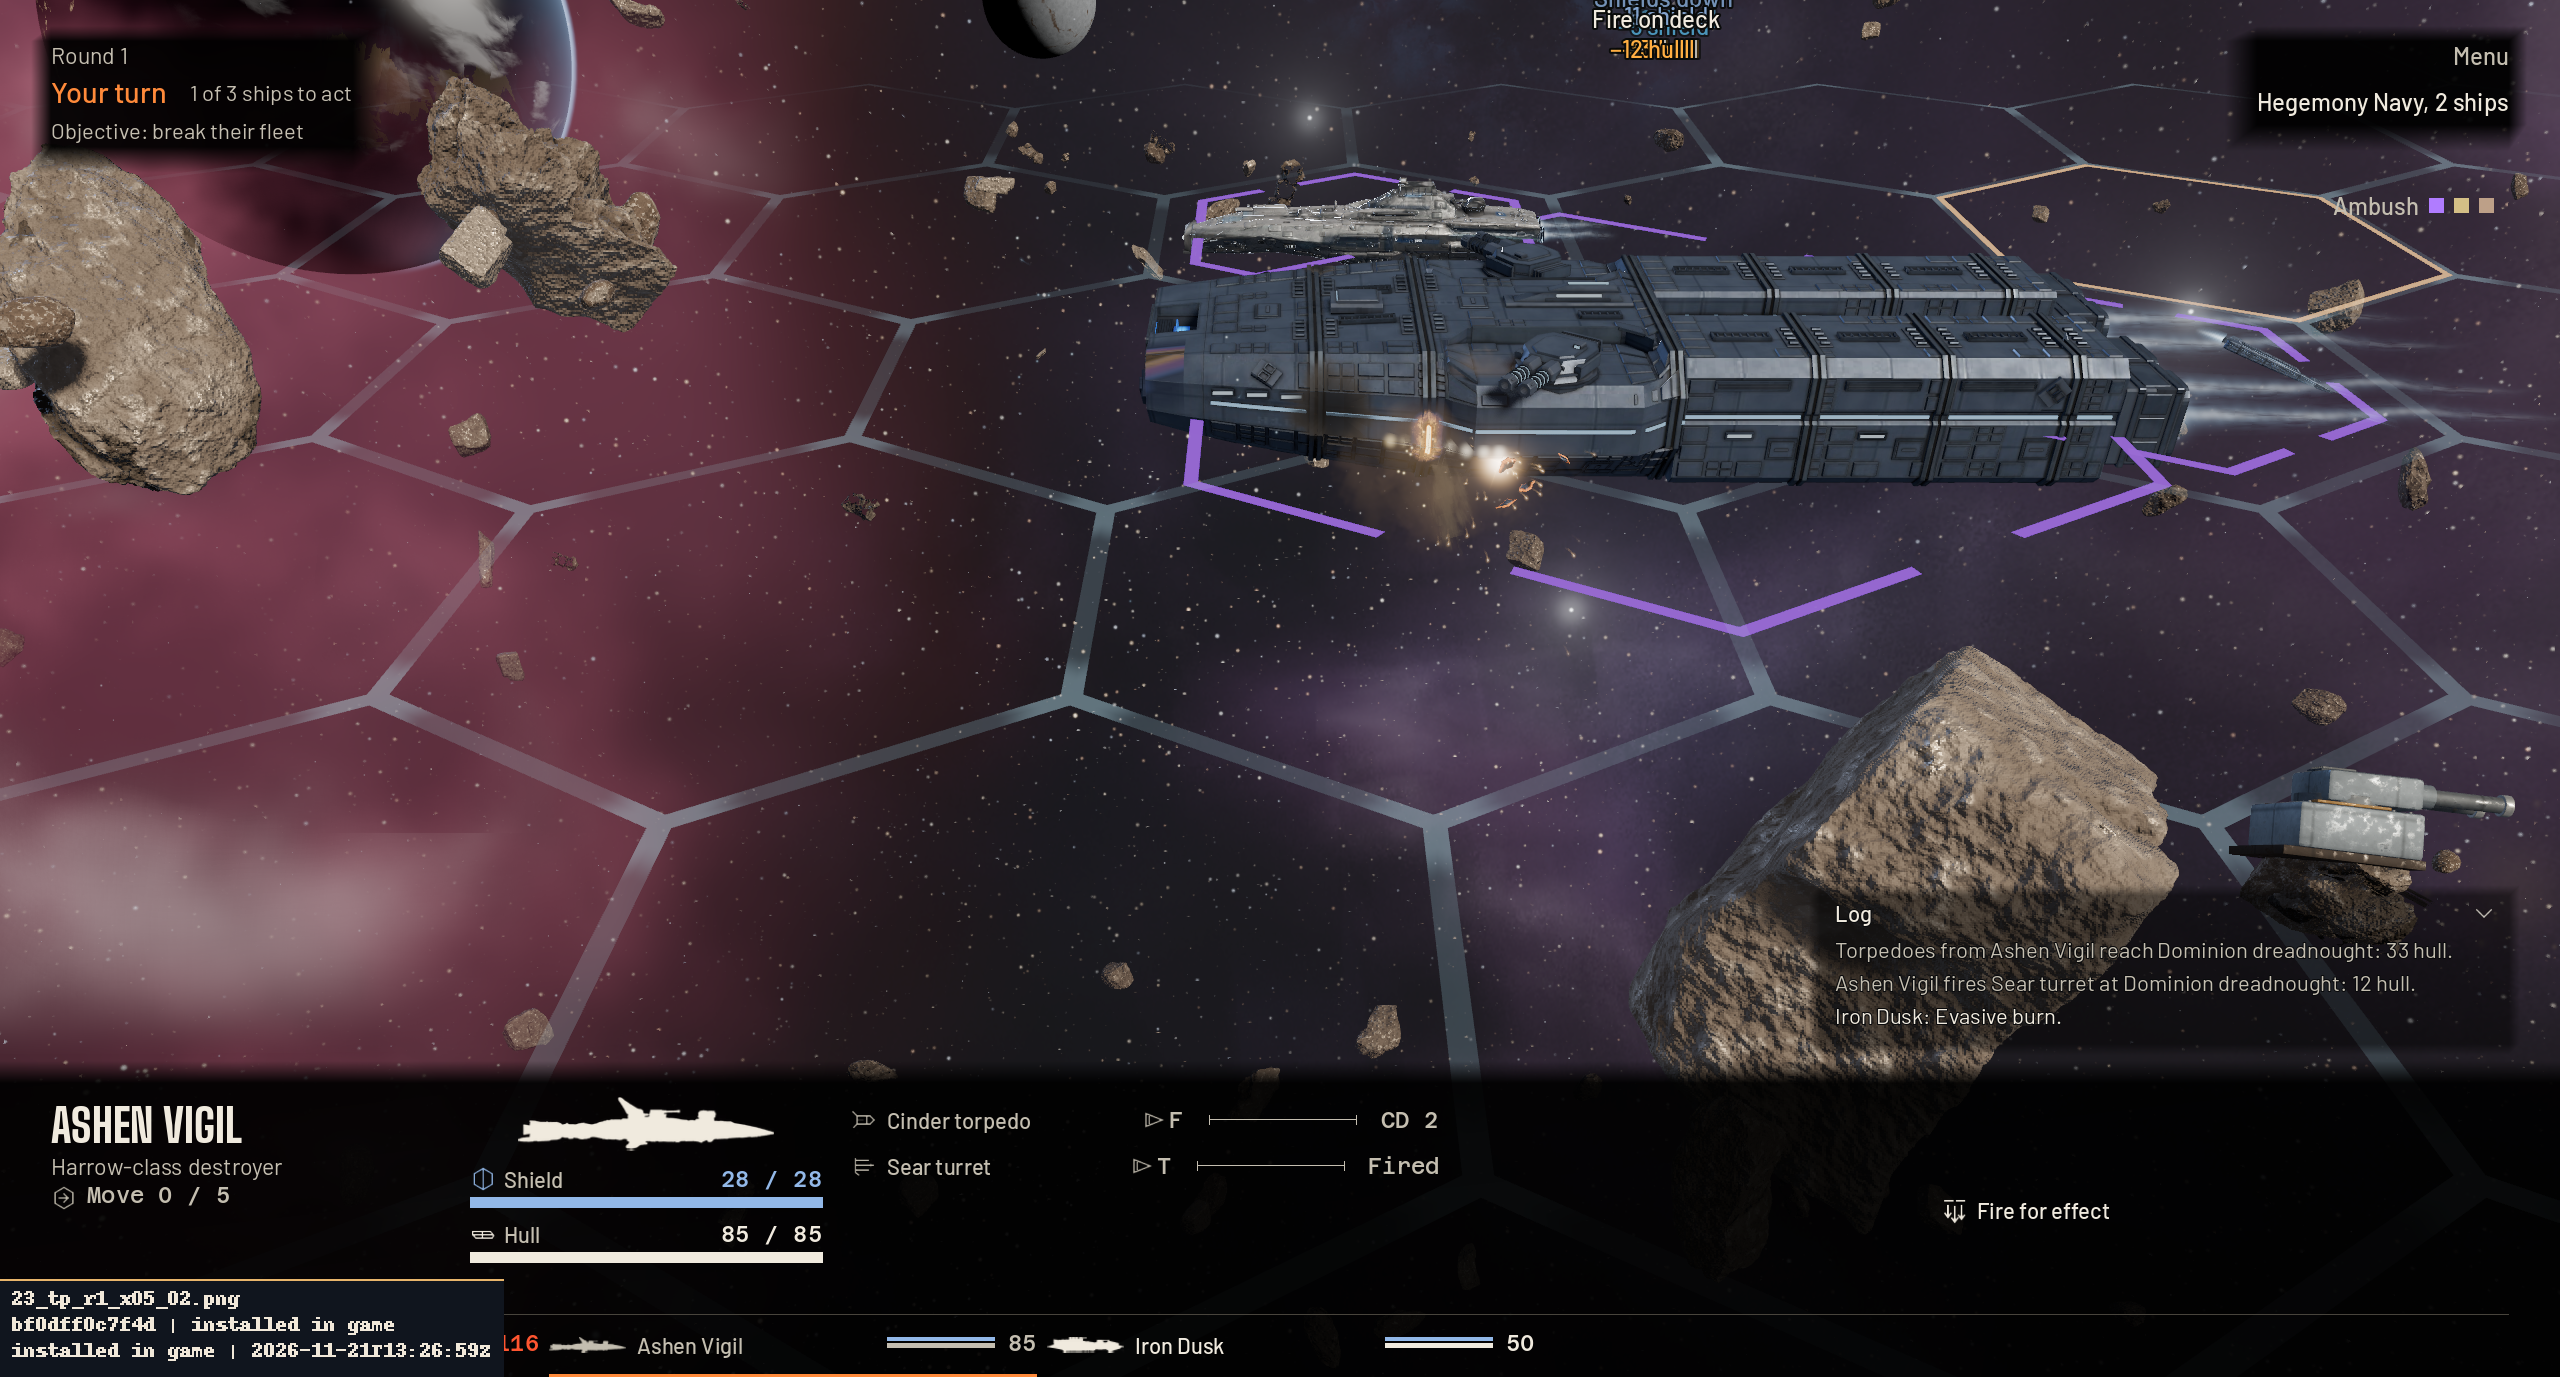 Round 1
Your turn 1 of 3 ships to act
Objective: break their fleet
Shields down
Fire on deck
Menu
Hegemony Navy, 2 ships
Ambush
Log
Torpedoes from Ashen Vigil reach Dominion dreadnought: 33 hull.
Ashen Vigil fires Sear turret at Dominion dreadnought: 12 hull.
Iron Dusk: Evasive burn.
ASHEN VIGIL
Harrow-class destroyer
Move 0 / 5
Shield 28 / 28
Hull 85 / 85
Cinder torpedo F CD 2
Sear turret T Fired
Fire for effect
23_tp_r1_x05_02.png
bf0dff0c7f4d | installed in game
installed in game | 2026-11-21r13:26:59z
116 Ashen Vigil 85 Iron Dusk 50